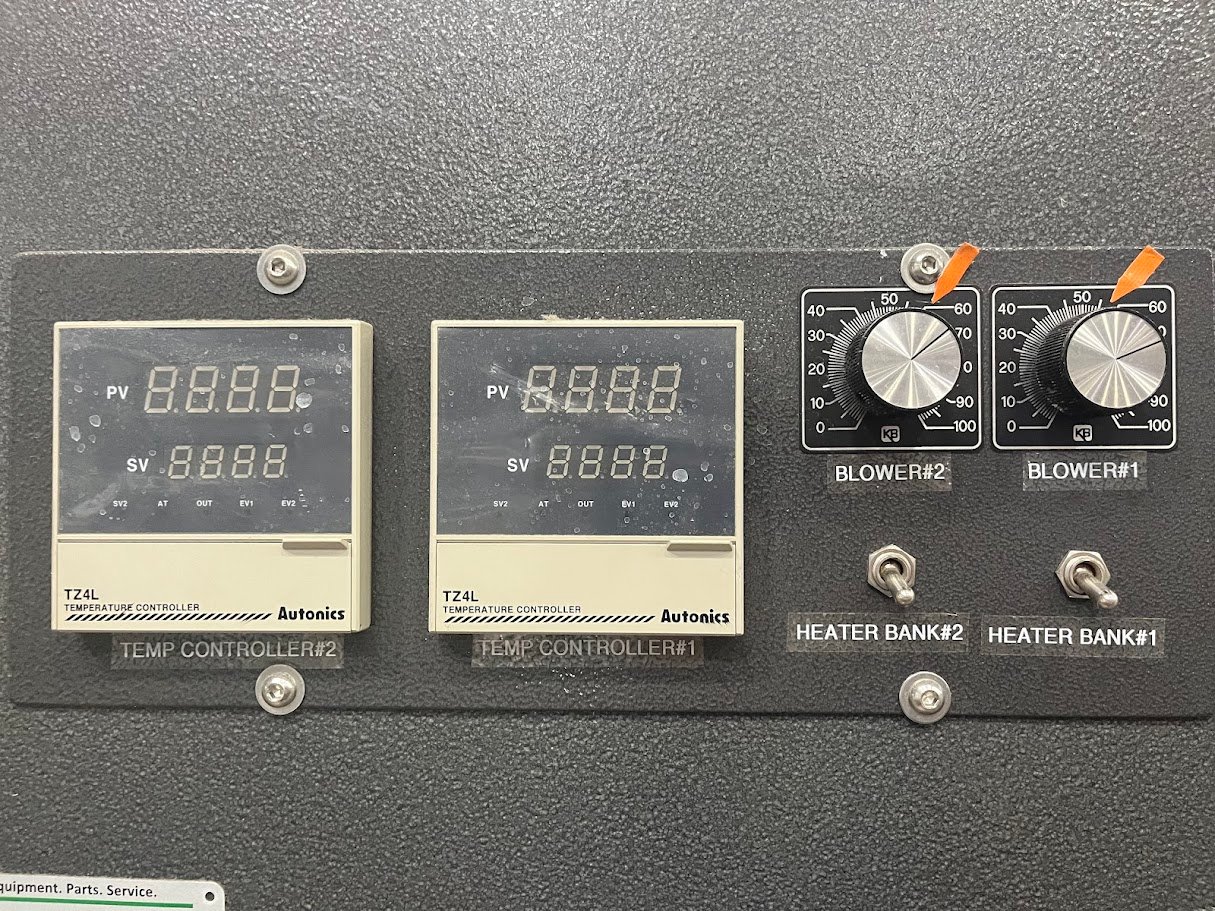 PV
SV
SV2 AT OUT EV1 EV2
TZ4L
TEMPERATURE CONTROLLER
Autonics
TEMP CONTROLLER#2
PV
SV
SV2 AT OUT EV1 EV2
TZ4L
TEMPERATURE CONTROLLER
Autonics
TEMP CONTROLLER#1
50
40 60
30 70
20 0
10 90
0 100
KB
BLOWER#2
50
40 60
30
20
10 90
0 100
KB
BLOWER#1
HEATER BANK#2
HEATER BANK#1
quipment. Parts. Service.